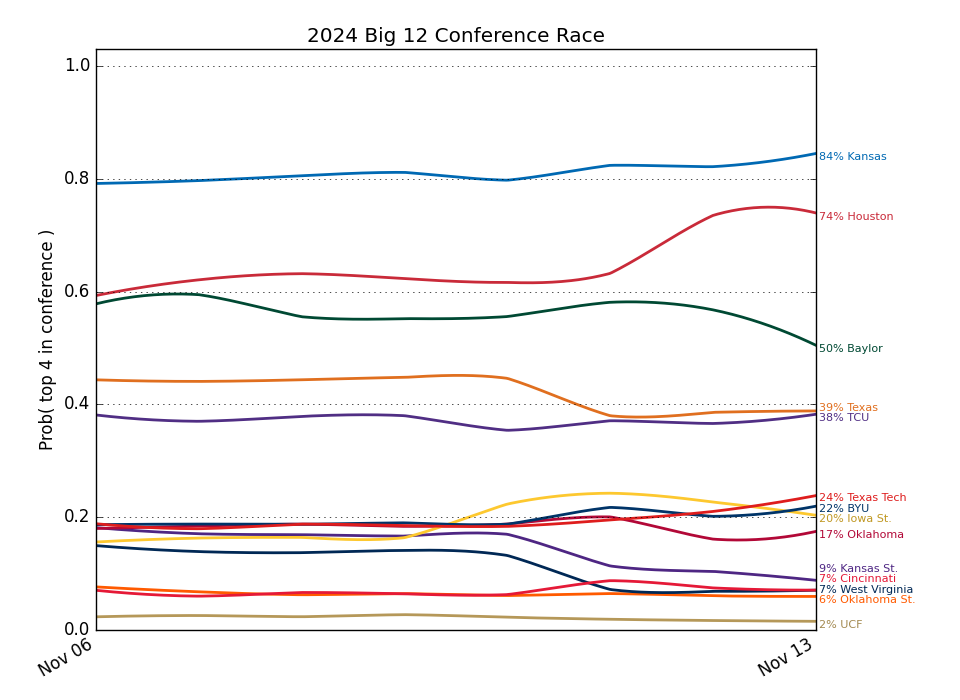 2024 Big 12 Conference Race
Prob( top 4 in conference )
1.0
0.8
0.6
0.4
0.2
0.0
Nov 06
Nov 13
84% Kansas
74% Houston
50% Baylor
39% Texas
38% TCU
24% Texas Tech
22% BYU
20% Iowa St.
17% Oklahoma
9% Kansas St.
7% Cincinnati
7% West Virginia
6% Oklahoma St.
2% UCF